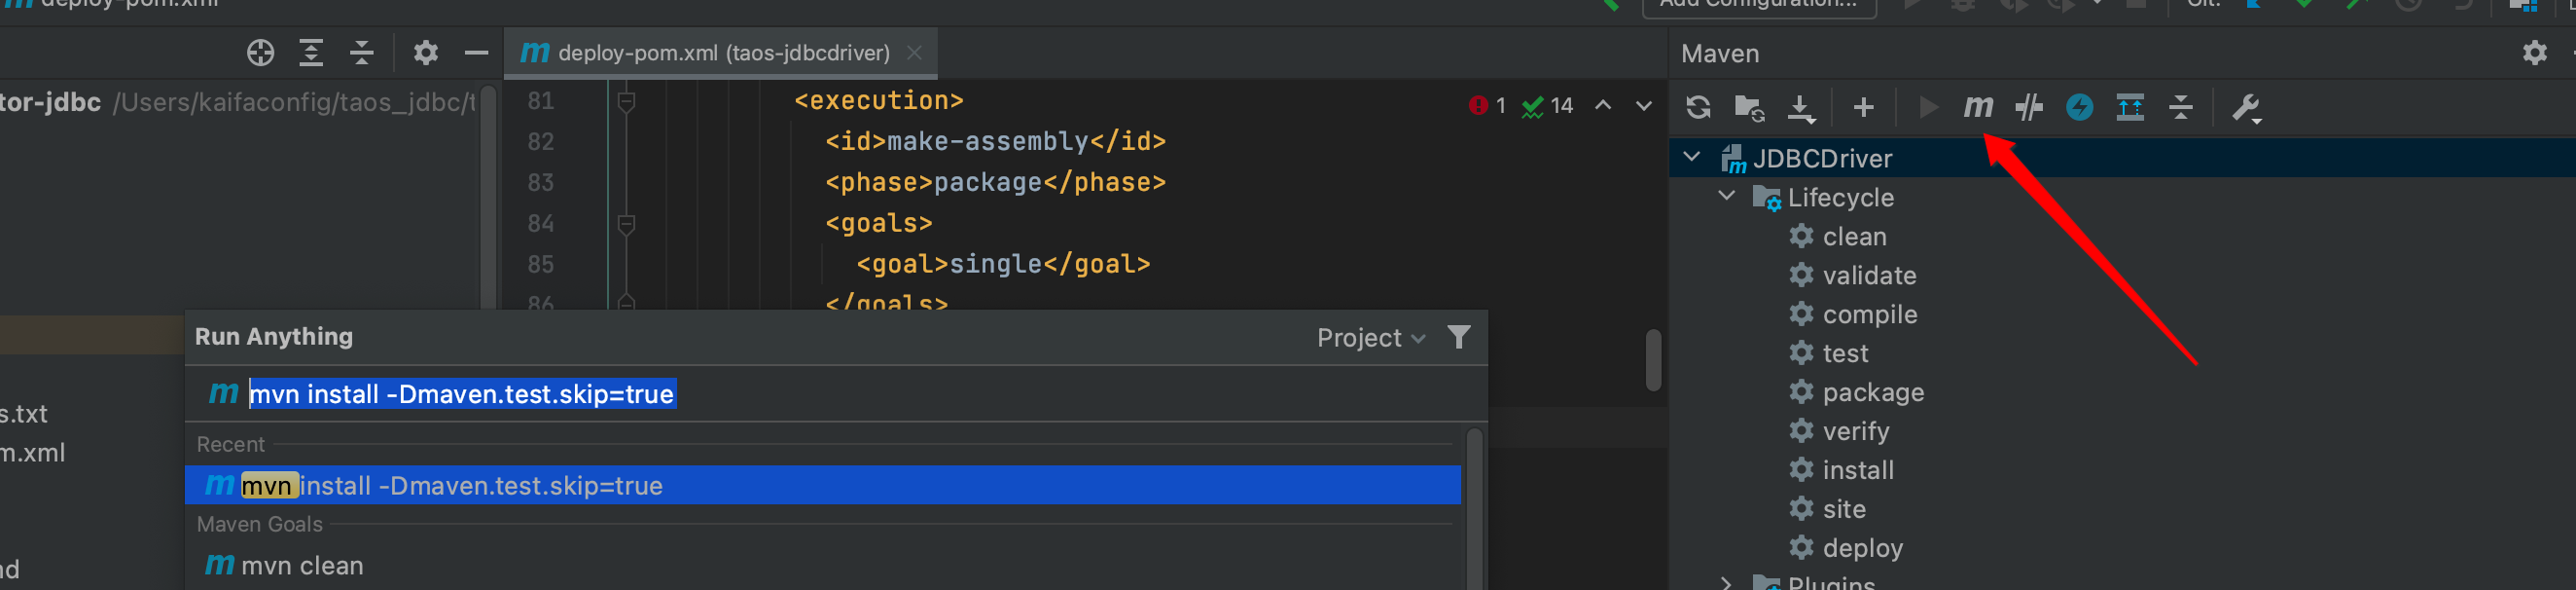 deploy-pom.xml
Add Configuration...
Git:
tor-jdbc /Users/kaifaconfig/taos_jdbc/t
s.txt
m.xml
nd
deploy-pom.xml (taos-jdbcdriver)
1 14
81 <execution>
82 <id>make-assembly</id>
83 <phase>package</phase>
84 <goals>
85 <goal>single</goal>
86 </goals>
Run Anything
Project
mvn install -Dmaven.test.skip=true
Recent
mvn install -Dmaven.test.skip=true
Maven Goals
mvn clean
Maven
JDBCDriver
Lifecycle
clean
validate
compile
test
package
verify
install
site
deploy
Plugins